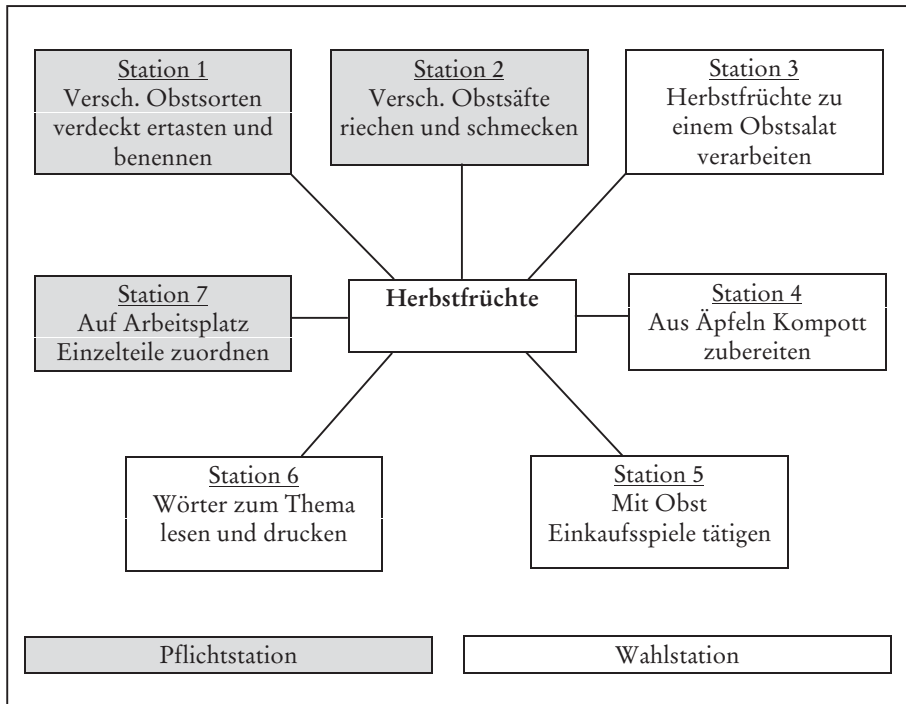 Station 1
Versch. Obstsorten
verdeckt ertasten und
benennen
Station 2
Versch. Obstsäfte
riechen und schmecken
Station 3
Herbstfrüchte zu
einem Obstsalat
verarbeiten
Station 7
Auf Arbeitsplatz
Einzelteile zuordnen
Herbstfrüchte
Station 4
Aus Äpfeln Kompott
zubereiten
Station 6
Wörter zum Thema
lesen und drucken
Station 5
Mit Obst
Einkaufsspiele tätigen
Pflichtstation
Wahlstation